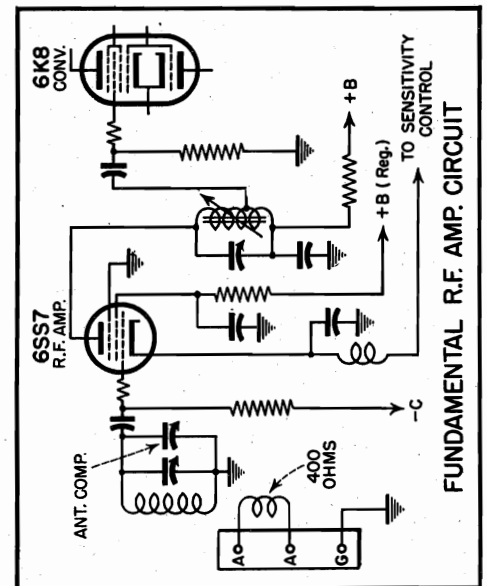 6K8
CONV.
+B
TO SENSITIVITY
CONTROL
+B (Reg.)
6SS7
R.F. AMP.
-C
ANT. COMP.
400
OHMS
A
A
G
FUNDAMENTAL R.F. AMP. CIRCUIT